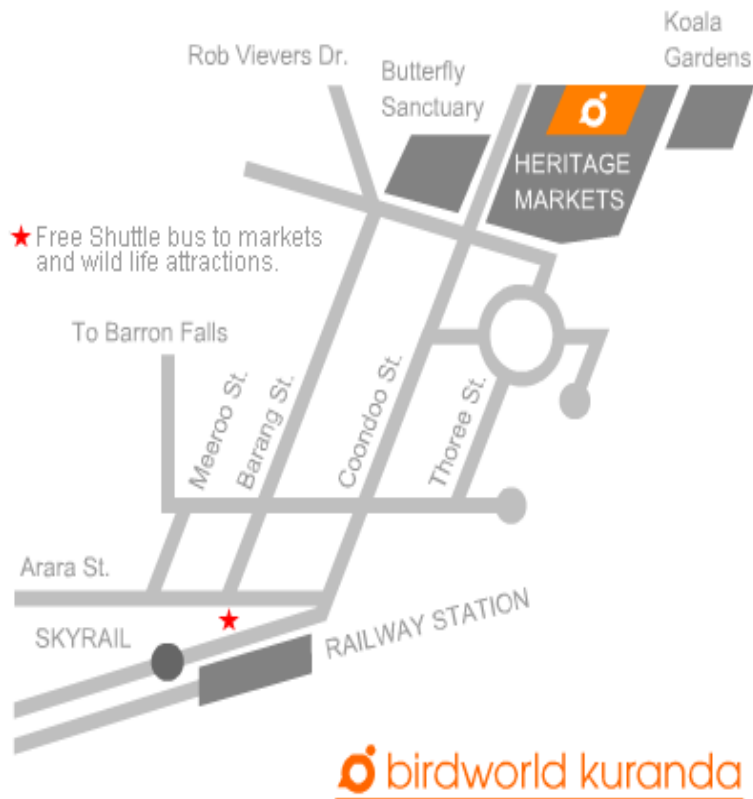 Koala
Gardens
Rob Vievers Dr.
Butterfly
Sanctuary
HERITAGE
MARKETS
★ Free Shuttle bus to markets
and wild life attractions.
To Barron Falls
Meeroo St.
Barang St.
Coondoo St.
Thoree St.
Arara St.
SKYRAIL
RAILWAY STATION
birdworld kuranda